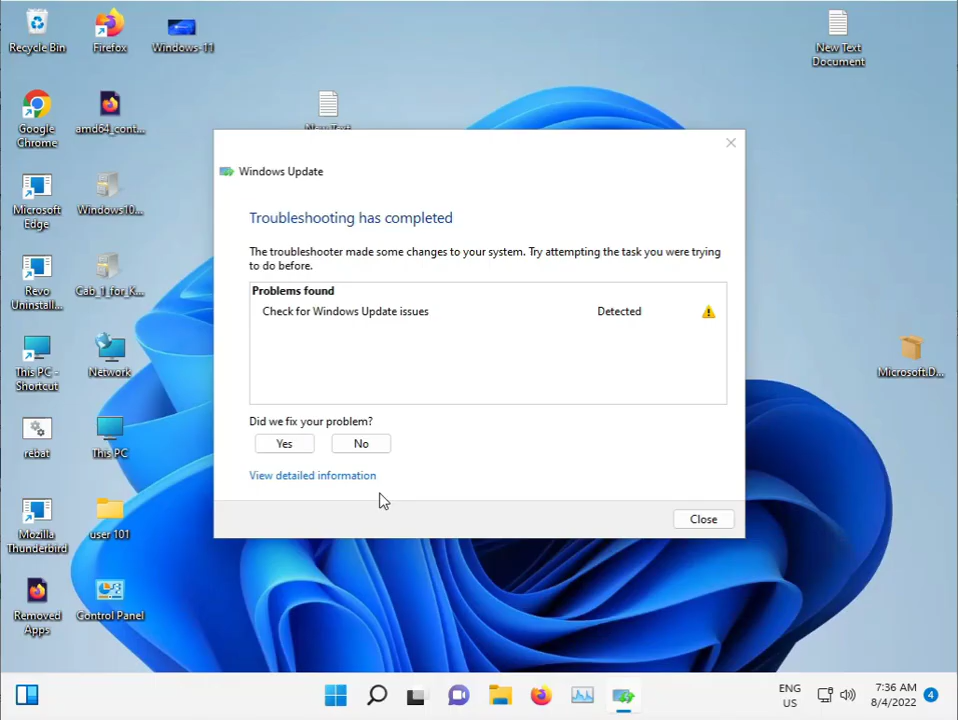 Recycle Bin
Firefox
Windows-11
New Text
Document
Google
Chrome
amd64_cont...
New Text
Microsoft
Edge
Windows10...
Revo
Uninstall...
Cab_1_for_K...
This PC -
Shortcut
Network
rebat
This PC
Mozilla
Thunderbird
user 101
Removed
Apps
Control Panel
MicrosoftD...
Windows Update
Troubleshooting has completed
The troubleshooter made some changes to your system. Try attempting the task you were trying
to do before.
Problems found
Check for Windows Update issues Detected
Did we fix your problem?
Yes No
View detailed information
Close
ENG
US
7:36 AM
8/4/2022
4